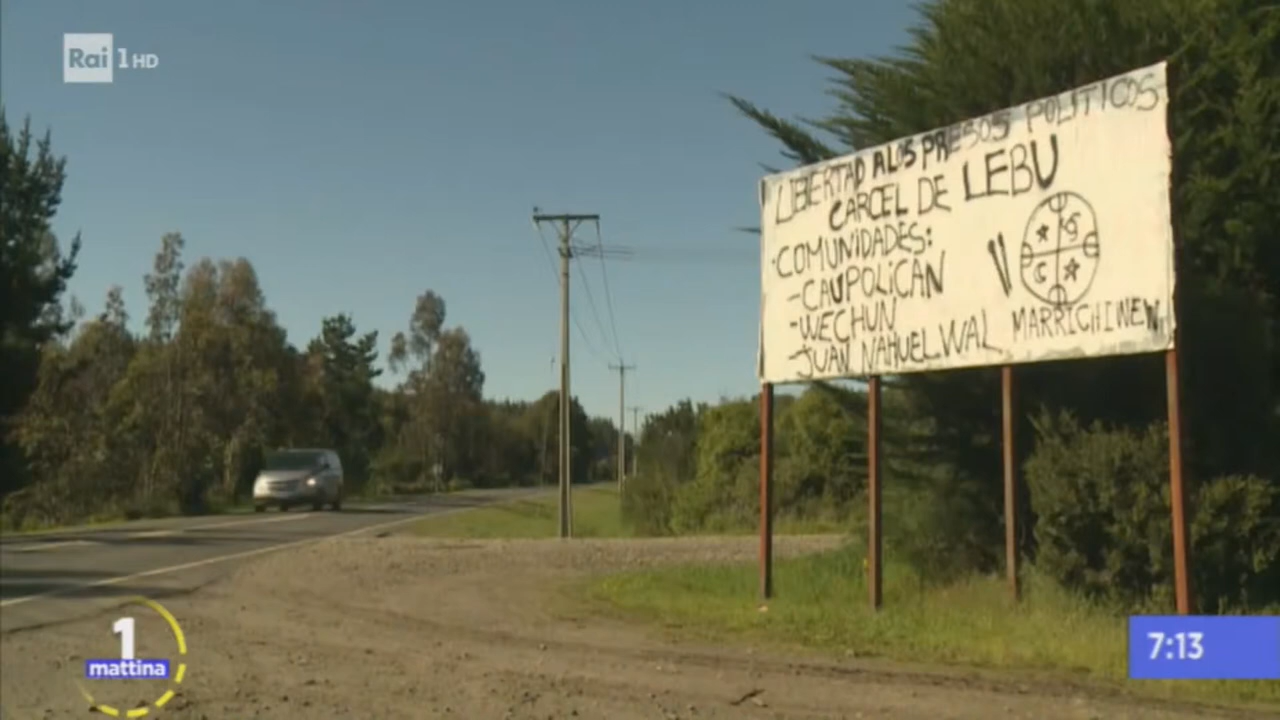 Rai 1 HD
LIBERTAD A LOS PRESOS POLITICOS
CARCEL DE LEBU
·COMUNIDADES:
-CAUPOLICAN
-WECHUN
-JUAN NAHUELWAL
MARRICHIWEW
1
mattina
7:13